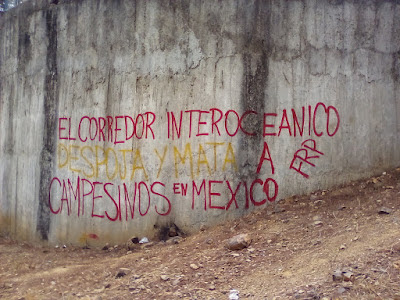 EL CORREDOR INTEROCEANICO
DESPOJA Y MATA A
CAMPESINOS EN MEXICO
FRP